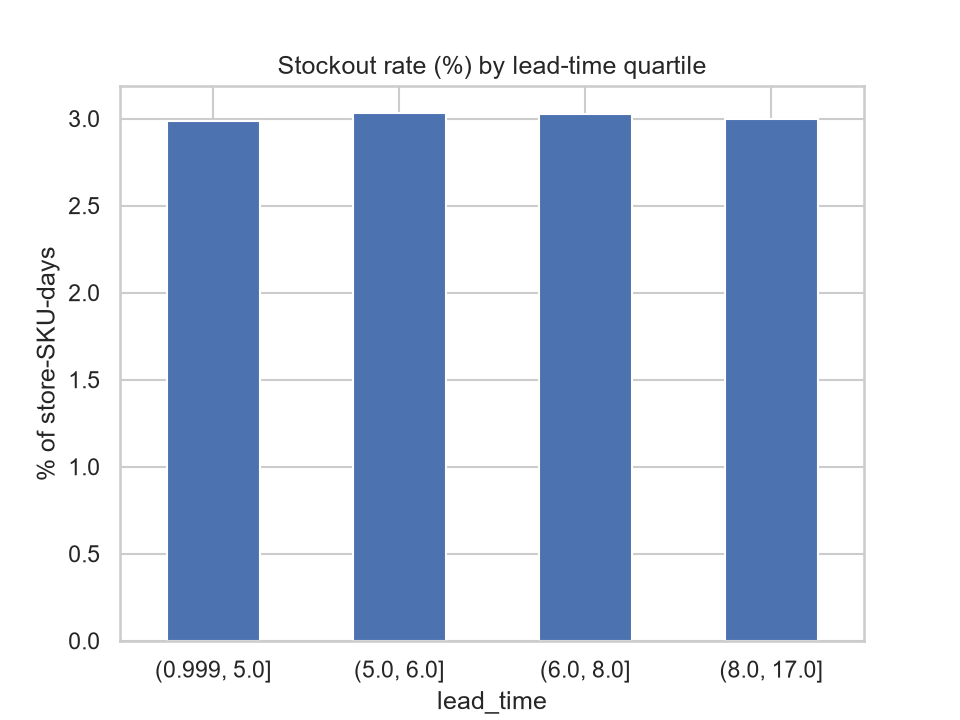 Stockout rate (%) by lead-time quartile
% of store-SKU-days
3.0
2.5
2.0
1.5
1.0
0.5
0.0
(0.999, 5.0] (5.0, 6.0] (6.0, 8.0] (8.0, 17.0]
lead_time